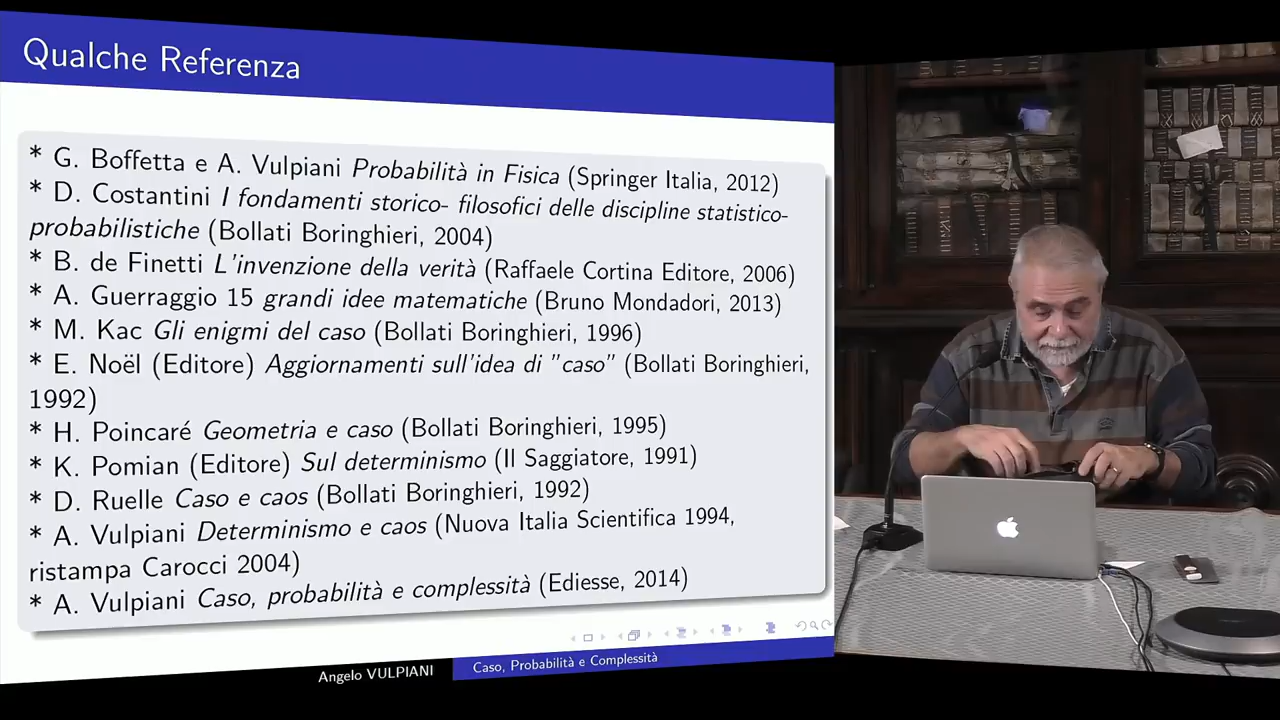 Qualche Referenza
* G. Boffetta e A. Vulpiani Probabilità in Fisica (Springer Italia, 2012)
* D. Costantini I fondamenti storico- filosofici delle discipline statistico-
probabilistiche (Bollati Boringhieri, 2004)
* B. de Finetti L'invenzione della verità (Raffaele Cortina Editore, 2006)
* A. Guerraggio 15 grandi idee matematiche (Bruno Mondadori, 2013)
* M. Kac Gli enigmi del caso (Bollati Boringhieri, 1996)
* E. Noël (Editore) Aggiornamenti sull'idea di "caso" (Bollati Boringhieri,
1992)
* H. Poincaré Geometria e caso (Bollati Boringhieri, 1995)
* K. Pomian (Editore) Sul determinismo (Il Saggiatore, 1991)
* D. Ruelle Caso e caos (Bollati Boringhieri, 1992)
* A. Vulpiani Determinismo e caos (Nuova Italia Scientifica 1994,
ristampa Carocci 2004)
* A. Vulpiani Caso, probabilità e complessità (Ediesse, 2014)
Angelo VULPIANI
Caso, Probabilità e Complessità